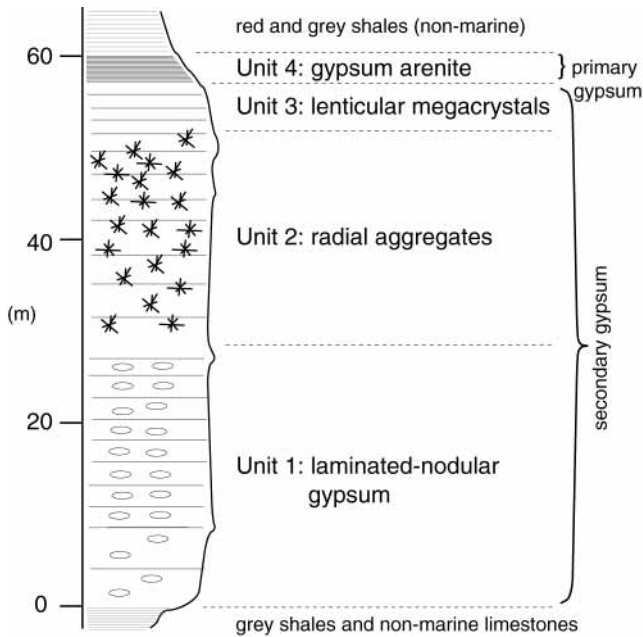 red and grey shales (non-marine)
60
Unit 4: gypsum arenite
primary
gypsum
Unit 3: lenticular megacrystals
40
Unit 2: radial aggregates
(m)
secondary gypsum
20
Unit 1: laminated-nodular
gypsum
0
grey shales and non-marine limestones